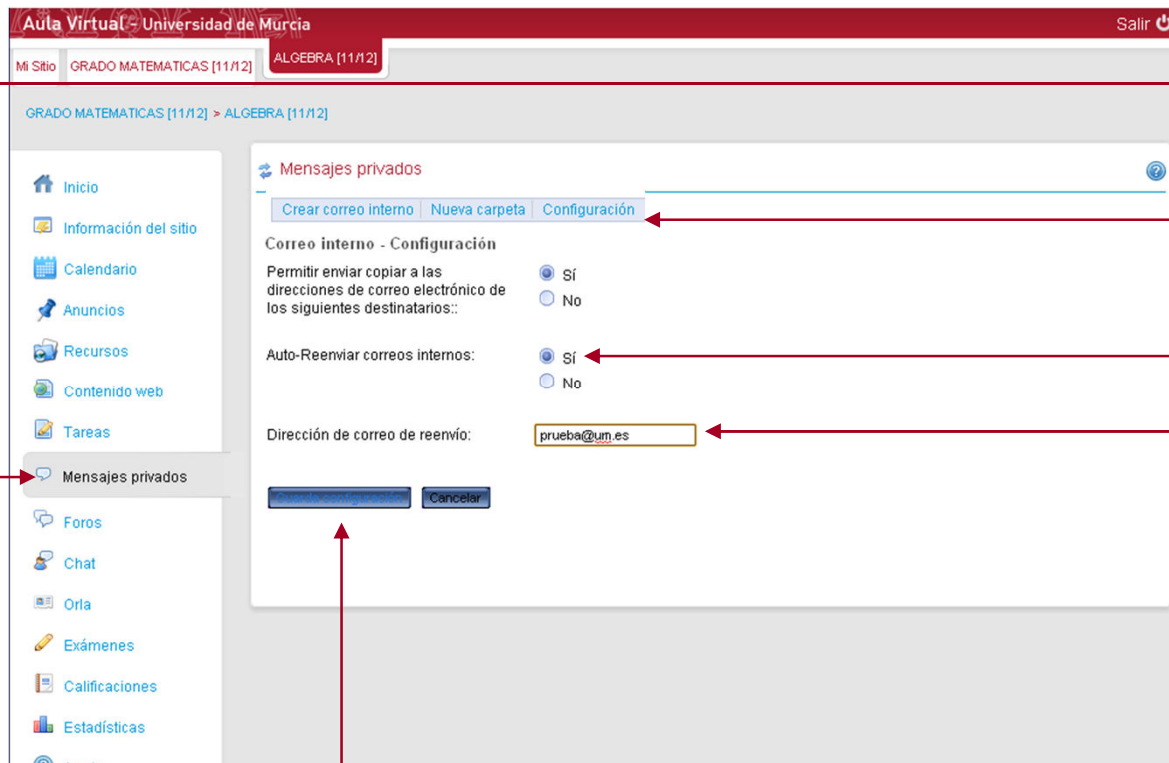 Aula Virtual - Universidad de Murcia
Salir
Mi Sitio GRADO MATEMATICAS [11/12] ALGEBRA [11/12]
GRADO MATEMATICAS [11/12] > ALGEBRA [11/12]
Inicio
Información del sitio
Calendario
Anuncios
Recursos
Contenido web
Tareas
Mensajes privados
Foros
Chat
Orla
Exámenes
Calificaciones
Estadísticas
Mensajes privados
Crear correo interno Nueva carpeta Configuración
Correo interno - Configuración
Permitir enviar copiar a las
direcciones de correo electrónico de
los siguientes destinatarios::
Sí
No
Auto-Reenviar correos internos:
Sí
No
Dirección de correo de reenvío:
prueba@um.es
configuración Cancelar